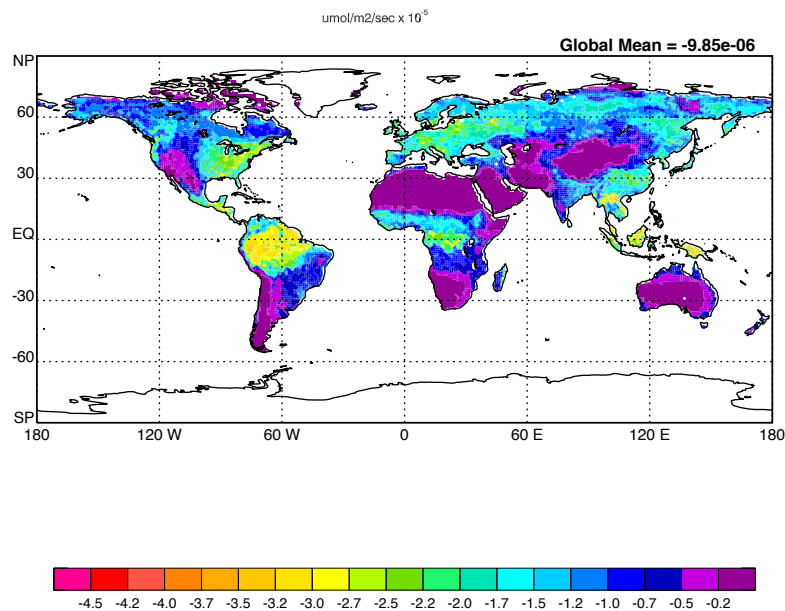 umol/m2/sec x 10⁻⁵
Global Mean = -9.85e-06
NP
60
30
EQ
-30
-60
SP
180 120 W 60 W 0 60 E 120 E 180
-4.5 -4.2 -4.0 -3.7 -3.5 -3.2 -3.0 -2.7 -2.5 -2.2 -2.0 -1.7 -1.5 -1.2 -1.0 -0.7 -0.5 -0.2